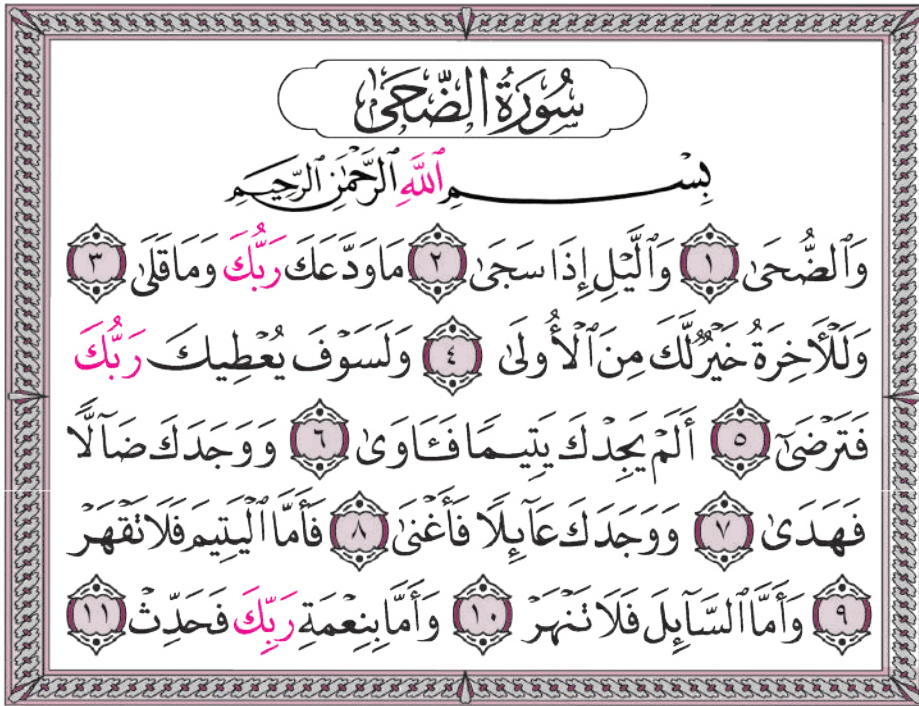 سُورَةُ الضُّحَىٰ
بِسْمِ ٱللَّهِ ٱلرَّحْمَٰنِ ٱلرَّحِيمِ
وَٱلضُّحَىٰ ١ وَٱلَّيْلِ إِذَا سَجَىٰ ٢ مَا وَدَّعَكَ رَبُّكَ وَمَا قَلَىٰ ٣
وَلَلْأَخِرَةُ خَيْرٌ لَّكَ مِنَ ٱلْأُولَىٰ ٤ وَلَسَوْفَ يُعْطِيكَ رَبُّكَ
فَتَرْضَىٰٓ ٥ أَلَمْ يَجِدْكَ يَتِيمًا فَـَٔاوَىٰ ٦ وَوَجَدَكَ ضَآلًّا
فَهَدَىٰ ٧ وَوَجَدَكَ عَآئِلًا فَأَغْنَىٰ ٨ فَأَمَّا ٱلْيَتِيمَ فَلَا تَقْهَرْ
٩ وَأَمَّا ٱلسَّآئِلَ فَلَا تَنْهَرْ ١٠ وَأَمَّا بِنِعْمَةِ رَبِّكَ فَحَدِّثْ ١١